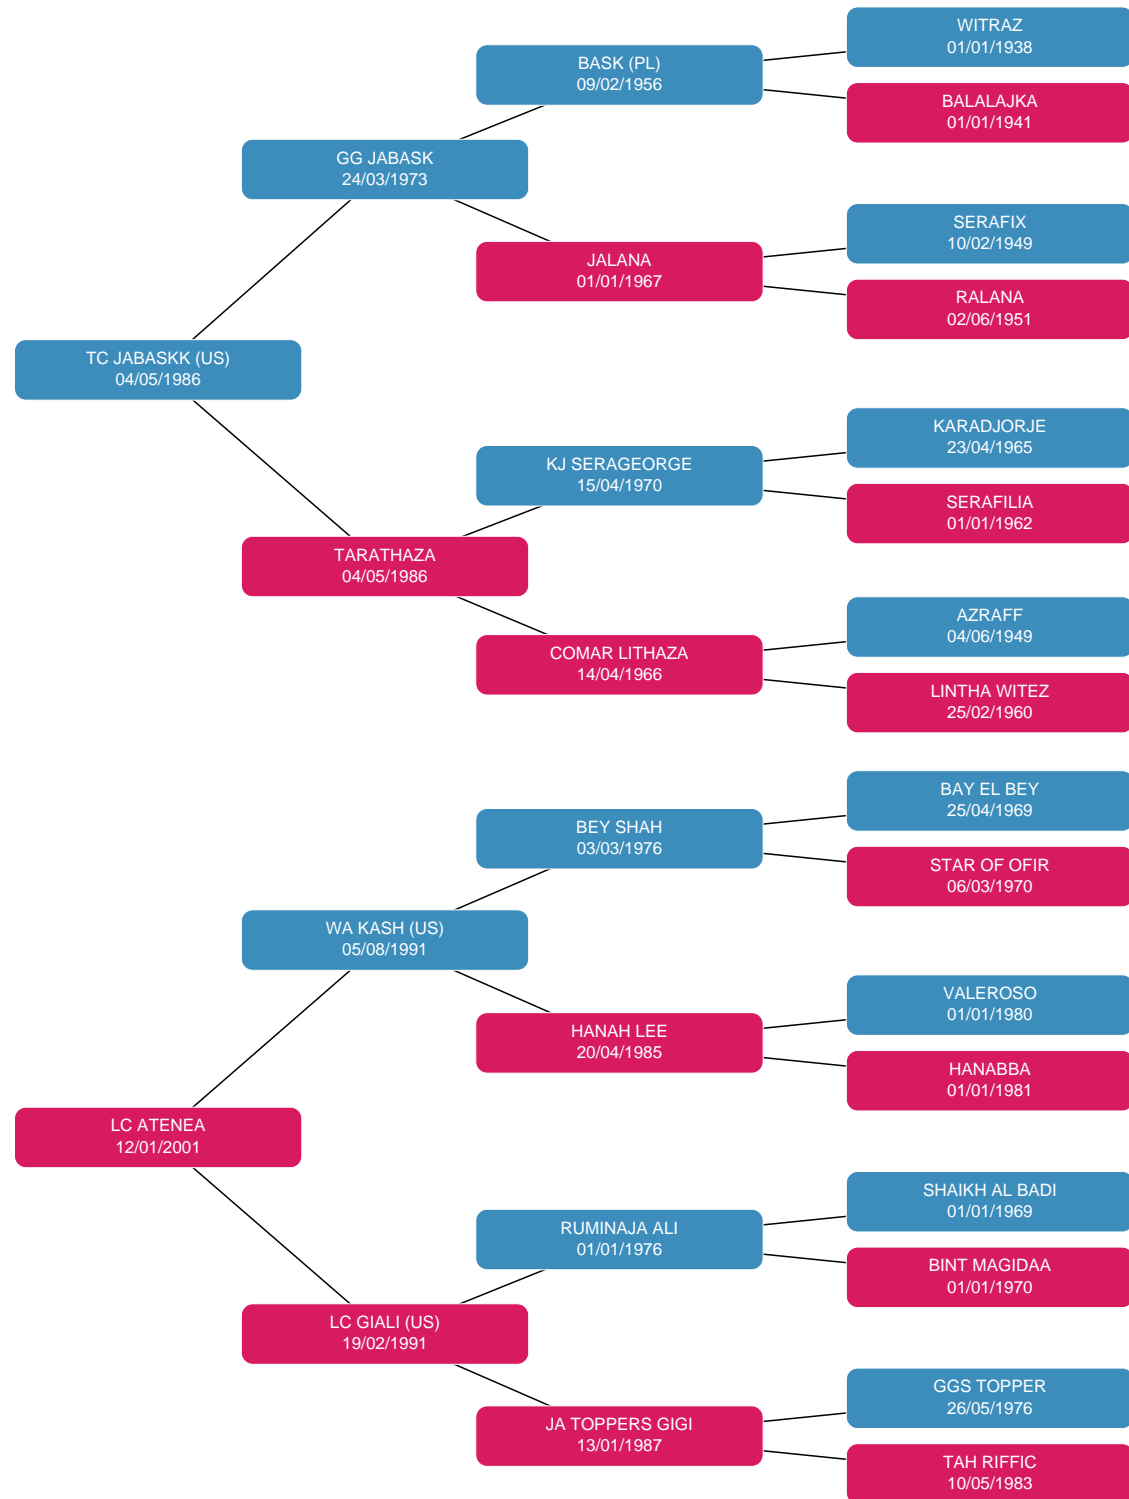 WITRAZ
01/01/1938
BASK (PL)
09/02/1956
BALALAJKA
01/01/1941
GG JABASK
24/03/1973
SERAFIX
10/02/1949
JALANA
01/01/1967
RALANA
02/06/1951
TC JABASKK (US)
04/05/1986
KARADJORJE
23/04/1965
KJ SERAGEORGE
15/04/1970
SERAFILIA
01/01/1962
TARATHAZA
04/05/1986
AZRAFF
04/06/1949
COMAR LITHAZA
14/04/1966
LINTHA WITEZ
25/02/1960
BAY EL BEY
25/04/1969
BEY SHAH
03/03/1976
STAR OF OFIR
06/03/1970
WA KASH (US)
05/08/1991
VALEROSO
01/01/1980
HANAH LEE
20/04/1985
HANABBA
01/01/1981
LC ATENEA
12/01/2001
SHAIKH AL BADI
01/01/1969
RUMINAJA ALI
01/01/1976
BINT MAGIDAA
01/01/1970
LC GIALI (US)
19/02/1991
GGS TOPPER
26/05/1976
JA TOPPERS GIGI
13/01/1987
TAH RIFFIC
10/05/1983